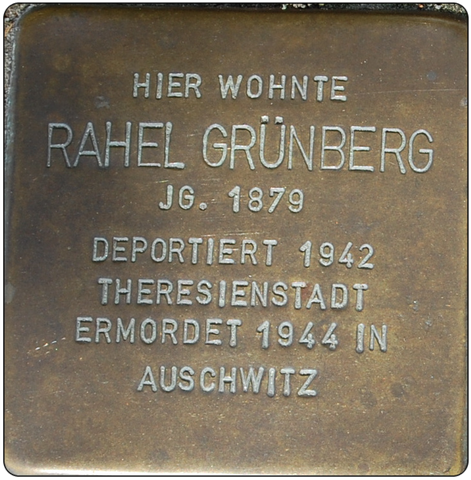 HIER WOHNTE
RAHEL GRÜNBERG
JG. 1879
DEPORTIERT 1942
THERESIENSTADT
ERMORDET 1944 IN
AUSCHWITZ